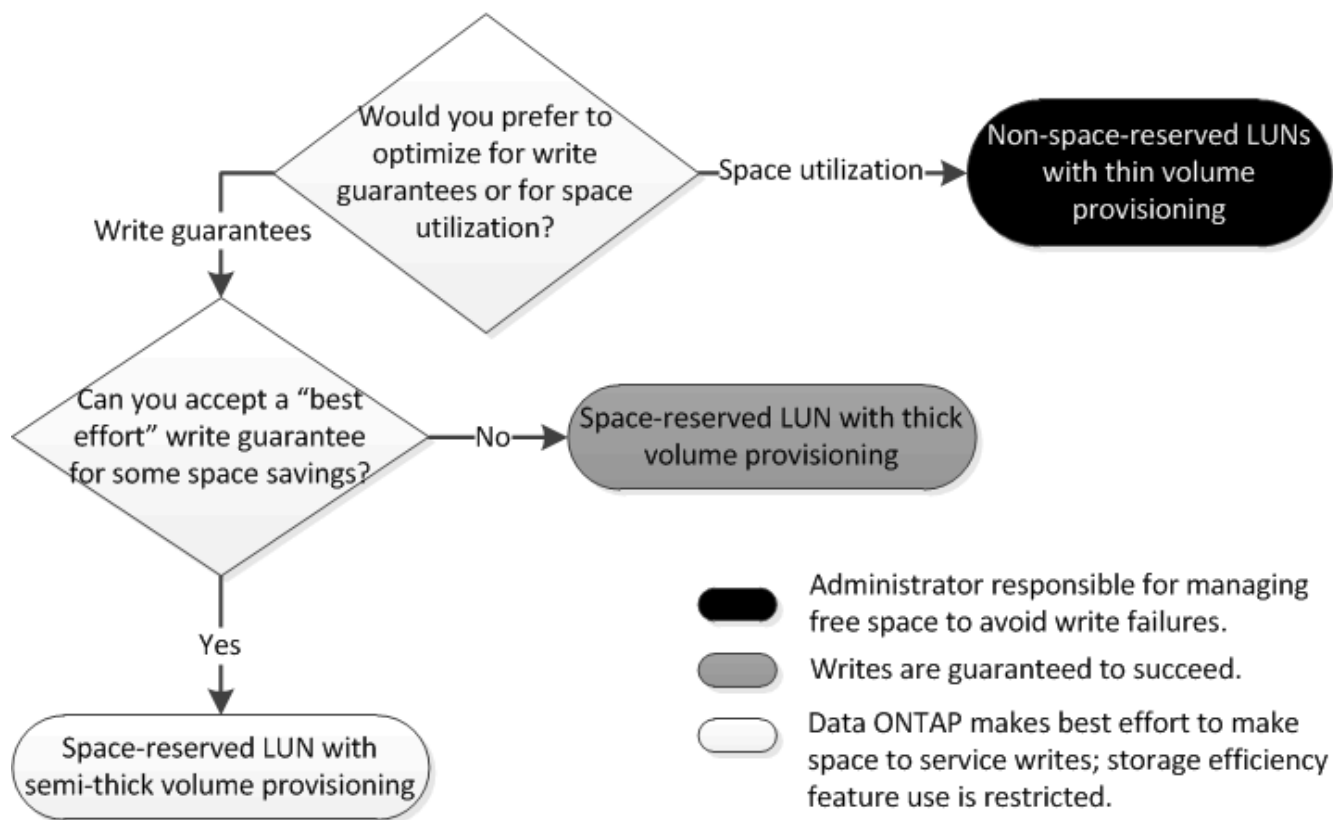 Would you prefer to
optimize for write
guarantees or for space
utilization?
Space utilization
Non-space-reserved LUNs
with thin volume
provisioning
Write guarantees
Can you accept a “best
effort” write guarantee
for some space savings?
No
Space-reserved LUN with thick
volume provisioning
Yes
Space-reserved LUN with
semi-thick volume provisioning
Administrator responsible for managing
free space to avoid write failures.
Writes are guaranteed to succeed.
Data ONTAP makes best effort to make
space to service writes; storage efficiency
feature use is restricted.